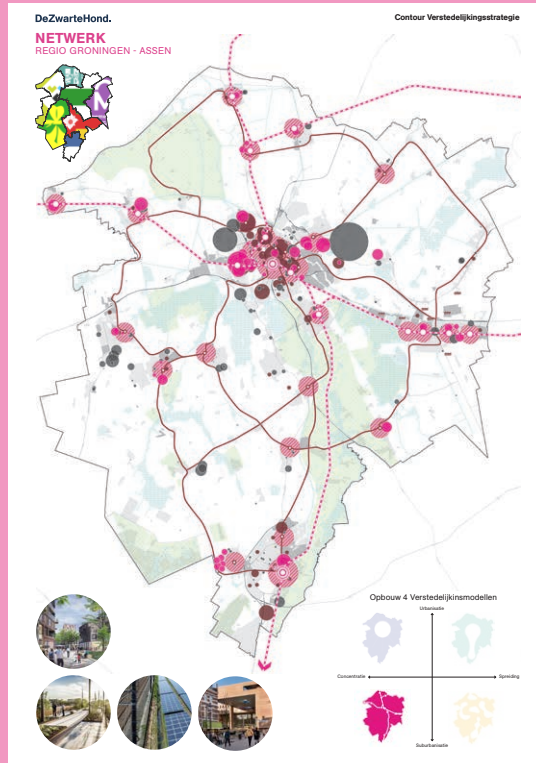 DeZwarteHond.
Contour Verstedelijkingsstrategie
NETWERK
REGIO GRONINGEN - ASSEN
Opbouw 4 Verstedelijkinsmodellen
Urbanisatie
Concentratie
Spreiding
Suburbanisatie